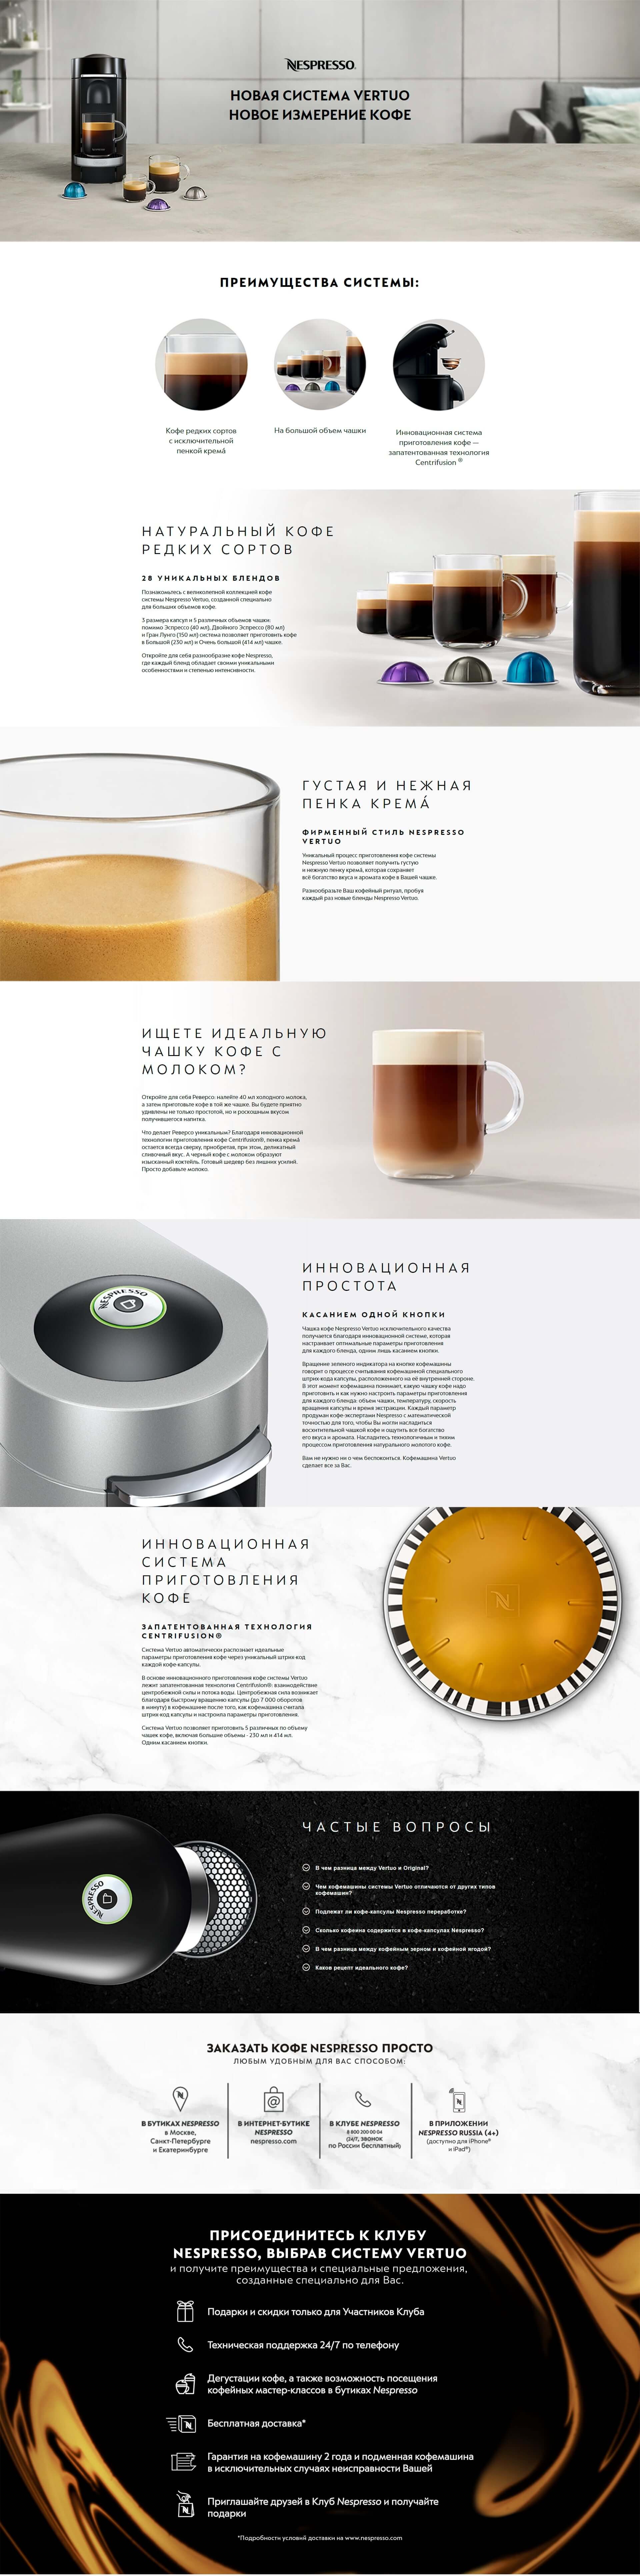 NESPRESSO.
НОВАЯ СИСТЕМА VERTUO
НОВОЕ ИЗМЕРЕНИЕ КОФЕ
ПРЕИМУЩЕСТВА СИСТЕМЫ:
Кофе редких сортов
с исключительной
пенкой кремá
На большой объем чашки
Инновационная система
приготовления кофе —
запатентованная технология
Centrifusion ®
НАТУРАЛЬНЫЙ КОФЕ
РЕДКИХ СОРТОВ
28 УНИКАЛЬНЫХ БЛЕНДОВ
Познакомьтесь с великолепной коллекцией кофе
системы Nespresso Vertuo, созданной специально
для больших объемов кофе.
3 размера капсул и 5 различных объемов чашки:
помимо Эспрессо (40 мл), Двойного Эспрессо (80 мл)
и Гран Лунго (150 мл) система позволяет приготовить кофе
в Большой (230 мл) и Очень большой (414 мл) чашке.
Откройте для себя разнообразие кофе Nespresso,
где каждый бленд обладает своими уникальными
особенностями и степенью интенсивности.
ГУСТАЯ И НЕЖНАЯ
ПЕНКА КРЕМÁ
ФИРМЕННЫЙ СТИЛЬ NESPRESSO
VERTUO
Уникальный процесс приготовления кофе системы
Nespresso Vertuo позволяет получить густую
и нежную пенку кремá, которая сохраняет
всё богатство вкуса и аромата кофе в Вашей чашке.
Разнообразьте Ваш кофейный ритуал, пробуя
каждый раз новые бленды Nespresso Vertuo.
ИЩЕТЕ ИДЕАЛЬНУЮ
ЧАШКУ КОФЕ С
МОЛОКОМ?
Откройте для себя Реверсо: налейте 40 мл холодного молока,
а затем приготовьте кофе в той же чашке. Вы будете приятно
удивлены не только простотой, но и роскошным вкусом
получившегося напитка.
Что делает Реверсо уникальным? Благодаря инновационной
технологии приготовления кофе Centrifusion®, пенка кремá
остается всегда сверху, приобретая, при этом, деликатный
сливочный вкус. А черный кофе с молоком образуют
изысканный коктейль. Готовый шедевр без лишних усилий.
Просто добавьте молоко.
NESPRESSO
ИННОВАЦИОННАЯ
ПРОСТОТА
КАСАНИЕМ ОДНОЙ КНОПКИ
Чашка кофе Nespresso Vertuo исключительного качества
получается благодаря инновационной системе, которая
настраивает оптимальные параметры приготовления
для каждого бленда, одним лишь касанием кнопки.
Вращение зеленого индикатора на кнопке кофемашины
говорит о процессе считывания кофемашиной специального
штрих-кода капсулы, расположенного на её внутренней стороне.
В этот момент кофемашина понимает, какую чашку кофе надо
приготовить и как нужно настроить параметры приготовления
для каждого бленда: объем чашки, температуру, скорость
вращения капсулы и время экстракции. Каждый параметр
продуман кофе-экспертами Nespresso с математической
точностью для того, чтобы Вы могли насладиться
восхитительной чашкой кофе и ощутить все богатство
его вкуса и аромата. Насладитесь технологичным и тихим
процессом приготовления натурального молотого кофе.
Вам не нужно ни о чем беспокоиться. Кофемашина Vertuo
сделает все за Вас.
ИННОВАЦИОННАЯ
СИСТЕМА
ПРИГОТОВЛЕНИЯ
КОФЕ
ЗАПАТЕНТОВАННАЯ ТЕХНОЛОГИЯ
CENTRIFUSION®
Система Vertuo автоматически распознает идеальные
параметры приготовления кофе через уникальный штрих-код
каждой кофе-капсулы.
В основе инновационного приготовления кофе системы Vertuo
лежит запатентованная технология Centrifusion®: взаимодействие
центробежной силы и потока воды. Центробежная сила возникает
благодаря быстрому вращению капсулы (до 7 000 оборотов
в минуту) в кофемашине после того, как кофемашина считала
штрих-код капсулы и настроила параметры приготовления.
Система Vertuo позволяет приготовить 5 различных по объему
чашек кофе, включая большие объемы - 230 мл и 414 мл.
Одним касанием кнопки.
N
NESPRESSO
ЧАСТЫЕ ВОПРОСЫ
В чем разница между Vertuo и Original?
Чем кофемашины системы Vertuo отличаются от других типов
кофемашин?
Подлежат ли кофе-капсулы Nespresso переработке?
Сколько кофеина содержится в кофе-капсулах Nespresso?
В чем разница между кофейным зерном и кофейной ягодой?
Каков рецепт идеального кофе?
ЗАКАЗАТЬ КОФЕ NESPRESSO ПРОСТО
ЛЮБЫМ УДОБНЫМ ДЛЯ ВАС СПОСОБОМ:
В БУТИКАХ NESPRESSO
в Москве,
Санкт-Петербурге
и Екатеринбурге
В ИНТЕРНЕТ-БУТИКЕ
NESPRESSO
nespresso.com
В КЛУБЕ NESPRESSO
8 800 200 00 04
(24/7, ЗВОНОК
по России бесплатный)
В ПРИЛОЖЕНИИ
NESPRESSO RUSSIA (4+)
(доступно для iPhone®
и iPad®)
ПРИСОЕДИНИТЕСЬ К КЛУБУ
NESPRESSO, ВЫБРАВ СИСТЕМУ VERTUO
и получите преимущества и специальные предложения,
созданные специально для Вас.
Подарки и скидки только для Участников Клуба
Техническая поддержка 24/7 по телефону
Дегустации кофе, а также возможность посещения
кофейных мастер-классов в бутиках Nespresso
Бесплатная доставка*
Гарантия на кофемашину 2 года и подменная кофемашина
в исключительных случаях неисправности Вашей
Приглашайте друзей в Клуб Nespresso и получайте
подарки
*Подробности условий доставки на www.nespresso.com